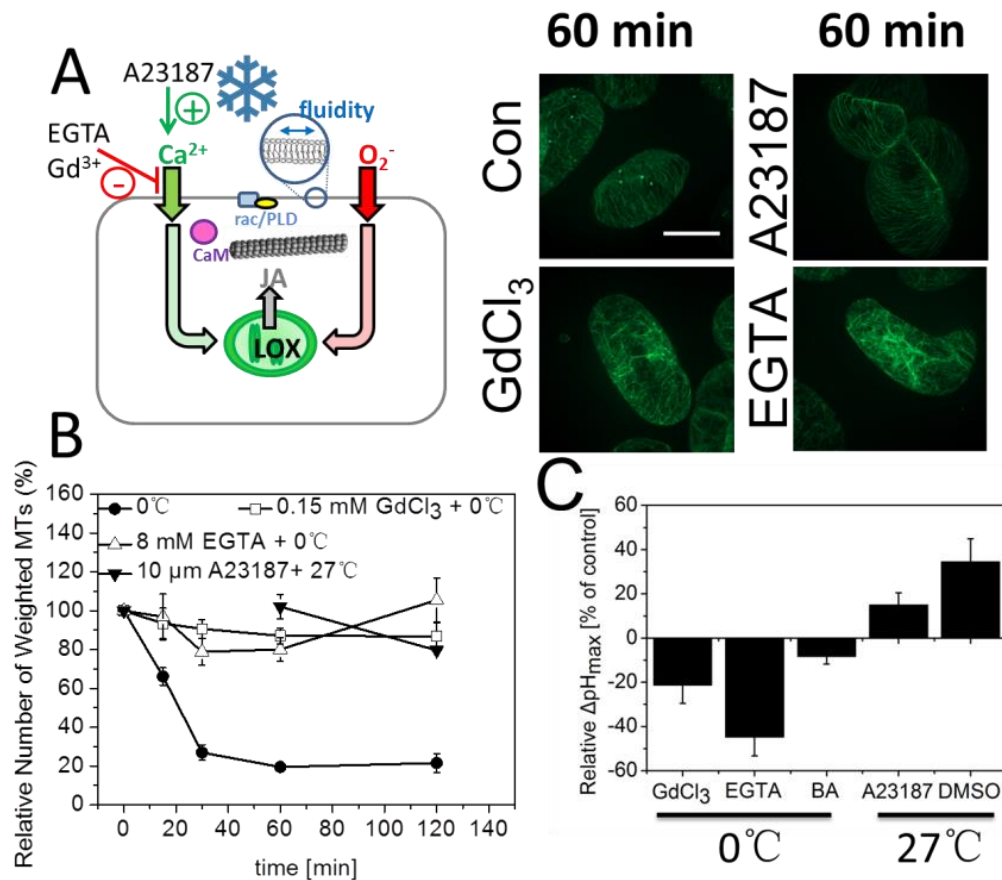 A
A23187
+
EGTA
Gd3+
-
Ca2+
fluidity
O2-
rac/PLD
CaM
JA
LOX
60 min
60 min
Con
A23187
GdCl3
EGTA
B
Relative Number of Weighted MTs (%)
160
140
120
100
80
60
40
20
0
0℃
0.15 mM GdCl3 + 0℃
8 mM EGTA + 0℃
10 µm A23187+ 27℃
0 20 40 60 80 100 120 140
time [min]
C
Relative ΔpHmax [% of control]
60
40
20
0
-20
-40
-60
GdCl3 EGTA BA A23187 DMSO
0℃ 27℃